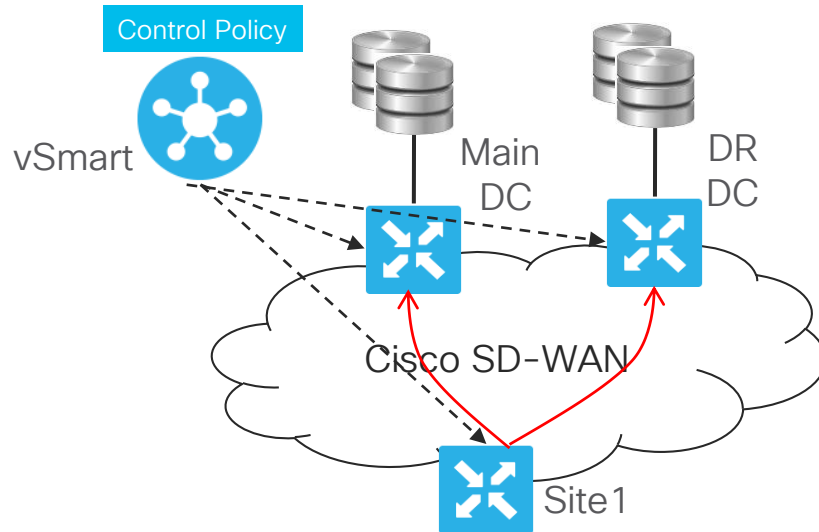 Control Policy
vSmart
Main
DC
DR
DC
Cisco SD-WAN
Site1